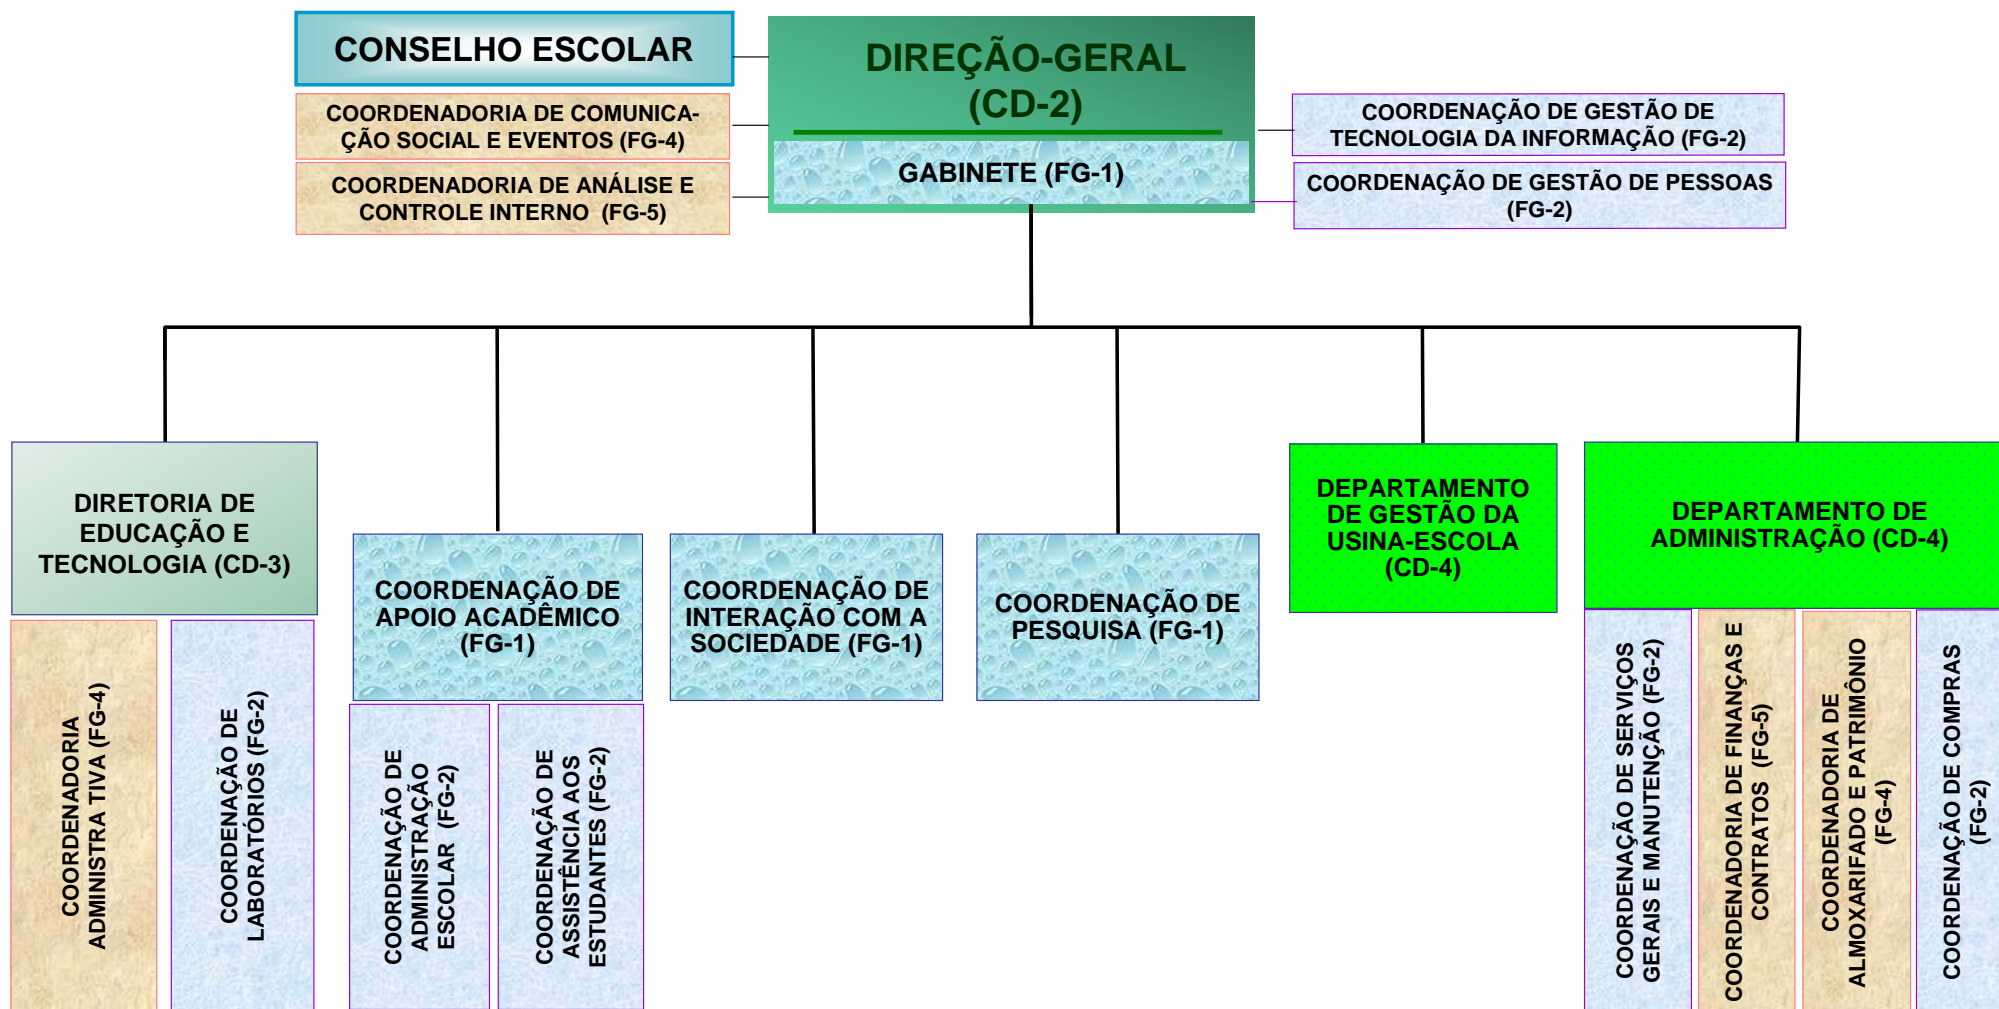 CONSELHO ESCOLAR
DIREÇÃO-GERAL
(CD-2)
COORDENADORIA DE COMUNICA-
ÇÃO SOCIAL E EVENTOS (FG-4)
COORDENAÇÃO DE GESTÃO DE
TECNOLOGIA DA INFORMAÇÃO (FG-2)
COORDENADORIA DE ANÁLISE E
CONTROLE INTERNO (FG-5)
GABINETE (FG-1)
COORDENAÇÃO DE GESTÃO DE PESSOAS
(FG-2)
DIRETORIA DE
EDUCAÇÃO E
TECNOLOGIA (CD-3)
COORDENAÇÃO DE
APOIO ACADÊMICO
(FG-1)
COORDENAÇÃO DE
INTERAÇÃO COM A
SOCIEDADE (FG-1)
COORDENAÇÃO DE
PESQUISA (FG-1)
DEPARTAMENTO
DE GESTÃO DA
USINA-ESCOLA
(CD-4)
DEPARTAMENTO DE
ADMINISTRAÇÃO (CD-4)
COORDENADORIA
ADMINISTRA TIVA (FG-4)
COORDENAÇÃO DE
LABORATÓRIOS (FG-2)
COORDENAÇÃO DE
ADMINISTRAÇÃO
ESCOLAR (FG-2)
COORDENAÇÃO DE
ASSISTÊNCIA AOS
ESTUDANTES (FG-2)
COORDENAÇÃO DE SERVIÇOS
GERAIS E MANUTENÇÃO (FG-2)
COORDENADORIA DE FINANÇAS E
CONTRATOS (FG-5)
COORDENADORIA DE
ALMOXARIFADO E PATRIMÔNIO
(FG-4)
COORDENAÇÃO DE COMPRAS
(FG-2)